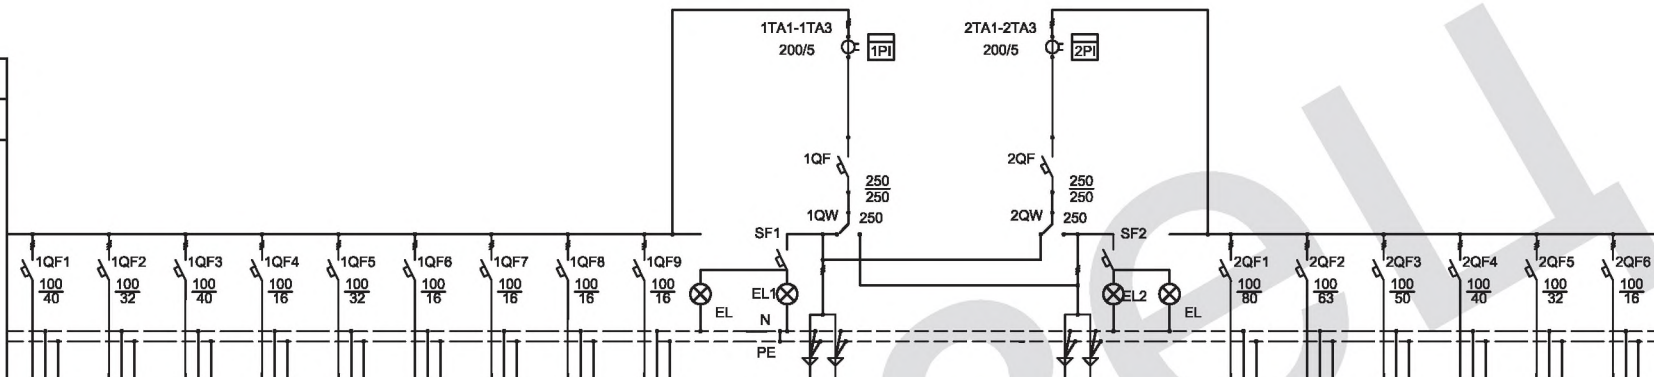 1TA1-1TA3
200/5
1PI
2TA1-2TA3
200/5
2PI
1QF
250
250
2QF
250
250
1QW
250
2QW
250
SF1
SF2
1QF1
100
40
1QF2
100
32
1QF3
100
40
1QF4
100
16
1QF5
100
32
1QF6
100
16
1QF7
100
16
1QF8
100
16
1QF9
100
16
EL
EL1
EL2
EL
2QF1
100
80
2QF2
100
63
2QF3
100
50
2QF4
100
40
2QF5
100
32
2QF6
100
16
N
PE